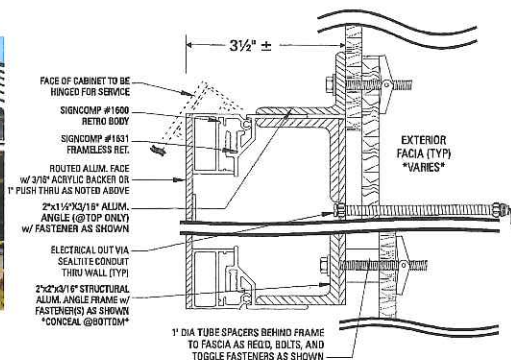 3½" ±
FACE OF CABINET TO BE
HINGED FOR SERVICE
SIGNCOMP #1600
RETRO BODY
SIGNCOMP #1531
FRAMELESS RET.
ROUTED ALUM. FACE
w/ 3/16" ACRYLIC BACKER OR
1" PUSH THRU AS NOTED ABOVE
2"x1½"X3/16" ALUM.
ANGLE (@TOP ONLY)
w/ FASTENER AS SHOWN
ELECTRICAL OUT VIA
SEALTITE CONDUIT
THRU WALL (TYP)
2"x2"x3/16" STRUCTURAL
ALUM. ANGLE FRAME w/
FASTENER(S) AS SHOWN
*CONCEAL @BOTTOM*
EXTERIOR
FACIA (TYP)
*VARIES*
1" DIA TUBE SPACERS BEHIND FRAME
TO FASCIA AS REQ'D, BOLTS, AND
TOGGLE FASTENERS AS SHOWN